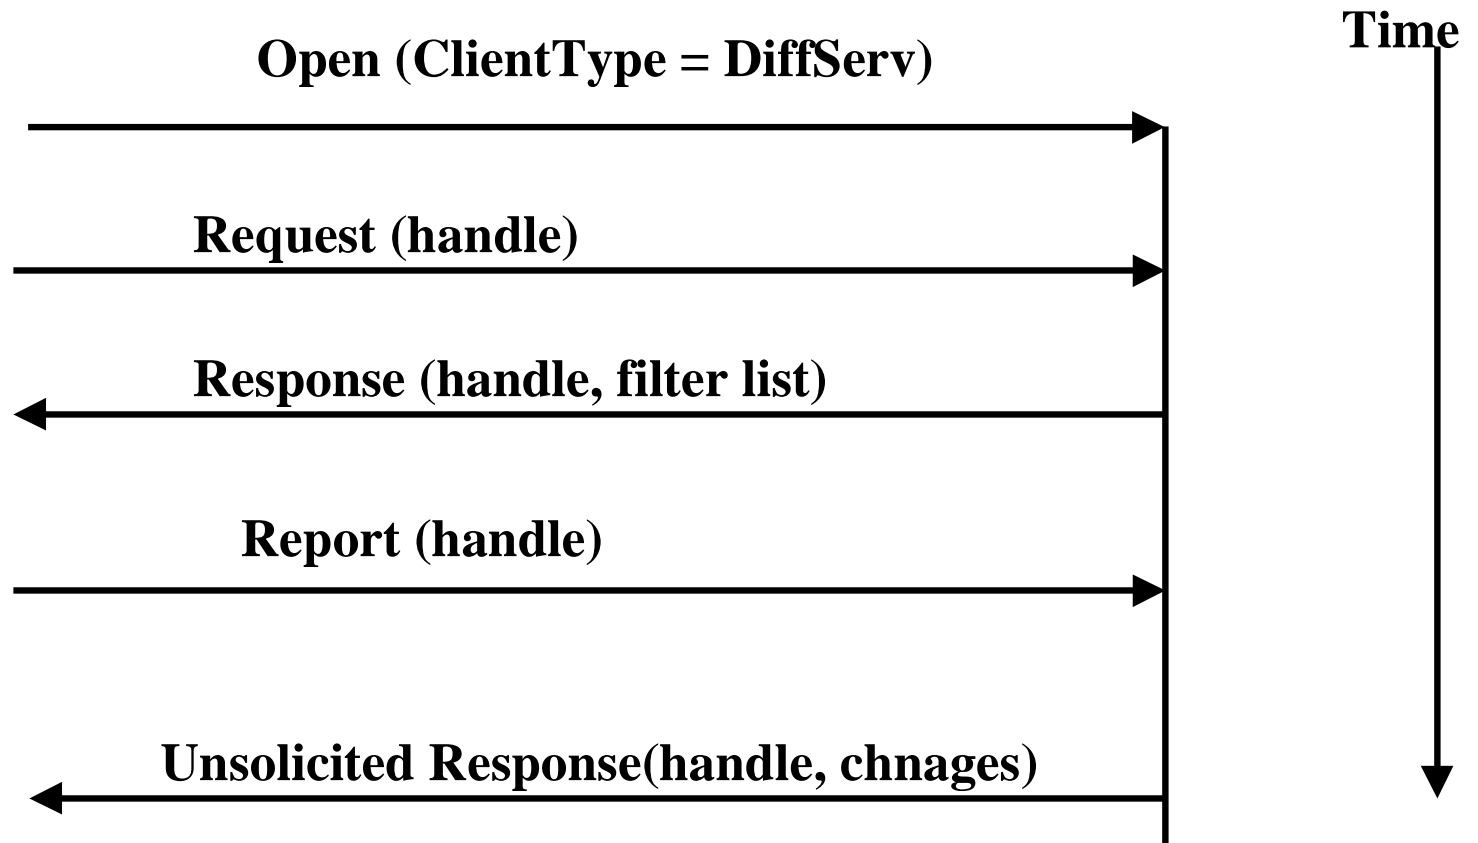 Time
Open (ClientType = DiffServ)
Request (handle)
Response (handle, filter list)
Report (handle)
Unsolicited Response(handle, chnages)